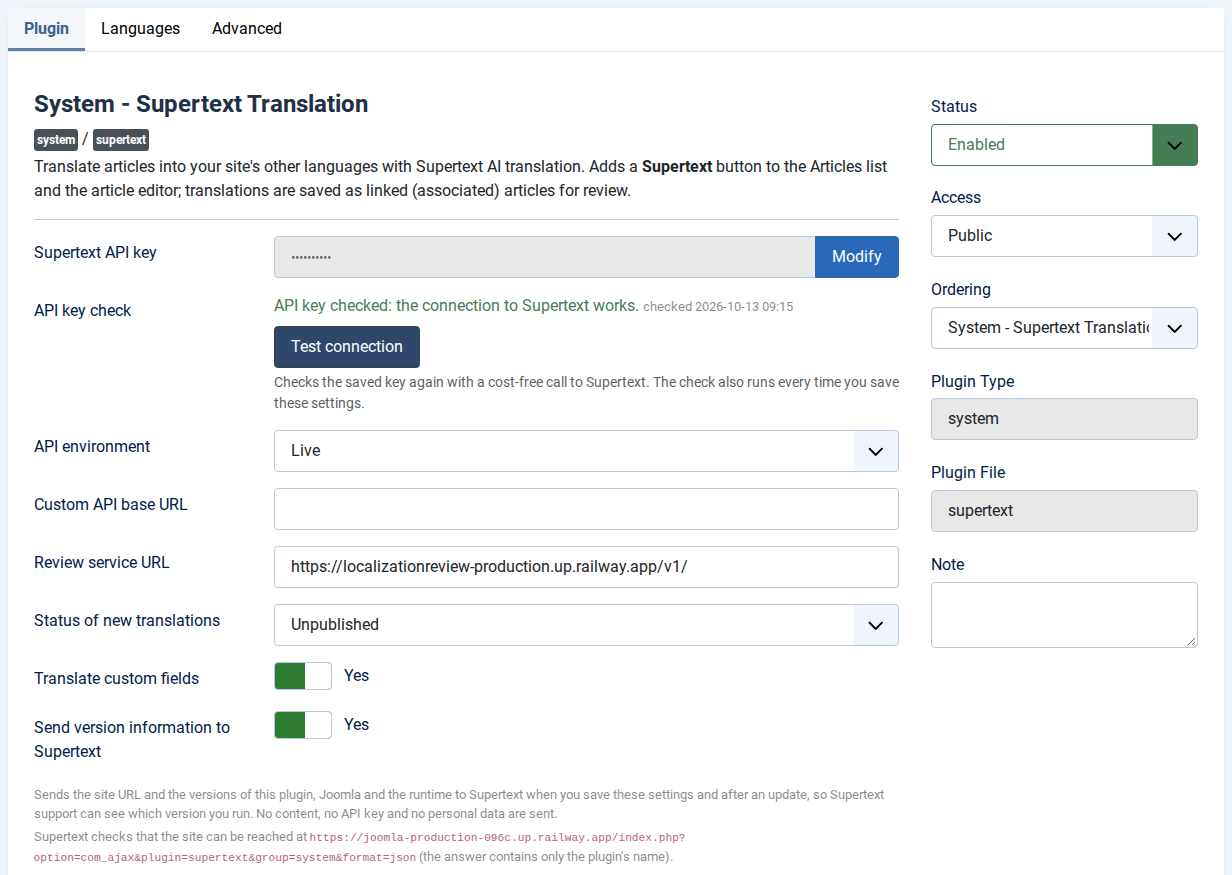 Plugin
Languages
Advanced
System - Supertext Translation
system / supertext
Translate articles into your site's other languages with Supertext AI translation. Adds a Supertext button to the Articles list
and the article editor; translations are saved as linked (associated) articles for review.
Supertext API key
••••••••••
Modify
API key check
API key checked: the connection to Supertext works. checked 2026-10-13 09:15
Test connection
Checks the saved key again with a cost-free call to Supertext. The check also runs every time you save
these settings.
API environment
Live
Custom API base URL
Review service URL
https://localizationreview-production.up.railway.app/v1/
Status of new translations
Unpublished
Translate custom fields
Yes
Send version information to
Supertext
Yes
Sends the site URL and the versions of this plugin, Joomla and the runtime to Supertext when you save these settings and after an update, so Supertext
support can see which version you run. No content, no API key and no personal data are sent.
Supertext checks that the site can be reached at https://joomla-production-096c.up.railway.app/index.php?
option=com_ajax&plugin=supertext&group=system&format=json (the answer contains only the plugin's name).
Status
Enabled
Access
Public
Ordering
System - Supertext Translatio
Plugin Type
system
Plugin File
supertext
Note